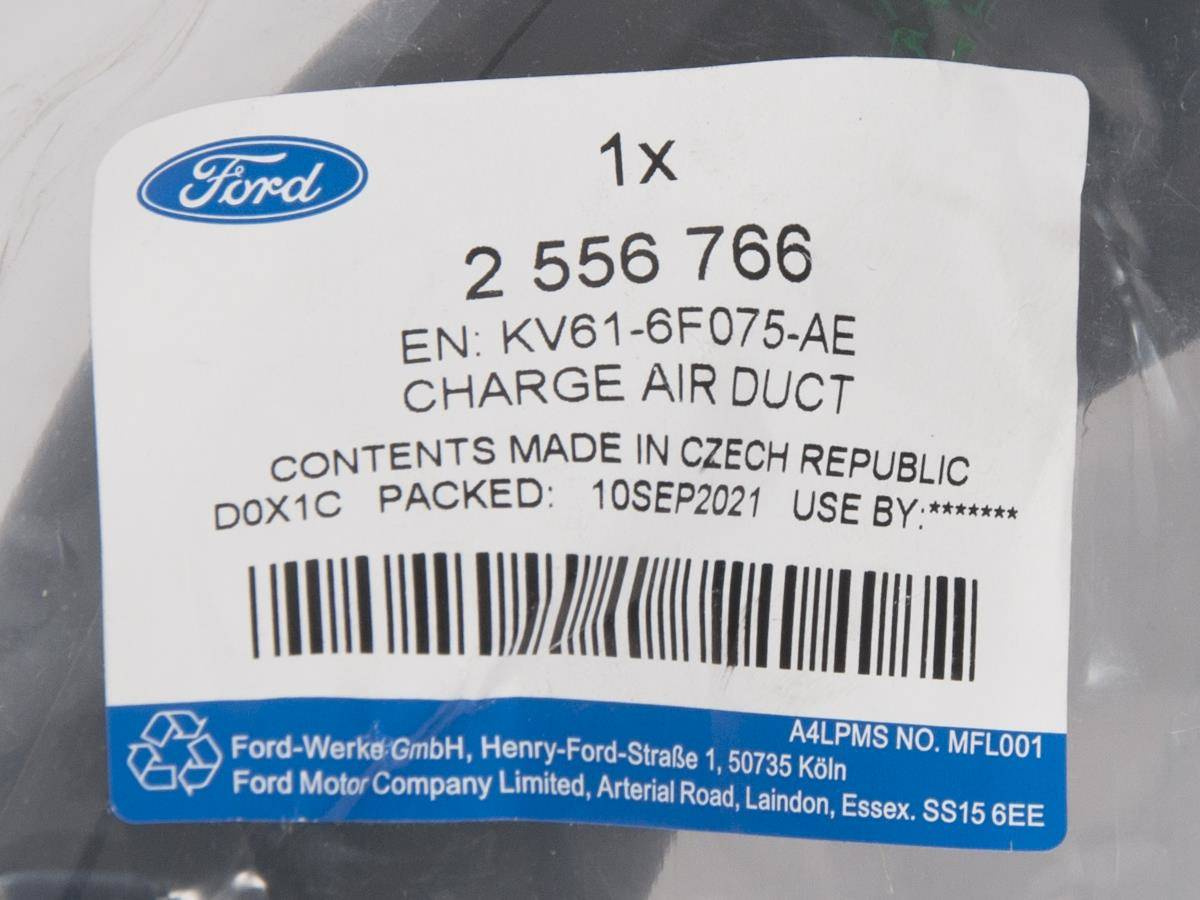 Ford
1x
2 556 766
EN: KV61-6F075-AE
CHARGE AIR DUCT
CONTENTS MADE IN CZECH REPUBLIC
D0X1C PACKED: 10SEP2021 USE BY:*******
A4LPMS NO. MFL001
Ford-Werke GmbH, Henry-Ford-Straße 1, 50735 Köln
Ford Motor Company Limited, Arterial Road, Laindon, Essex. SS15 6EE